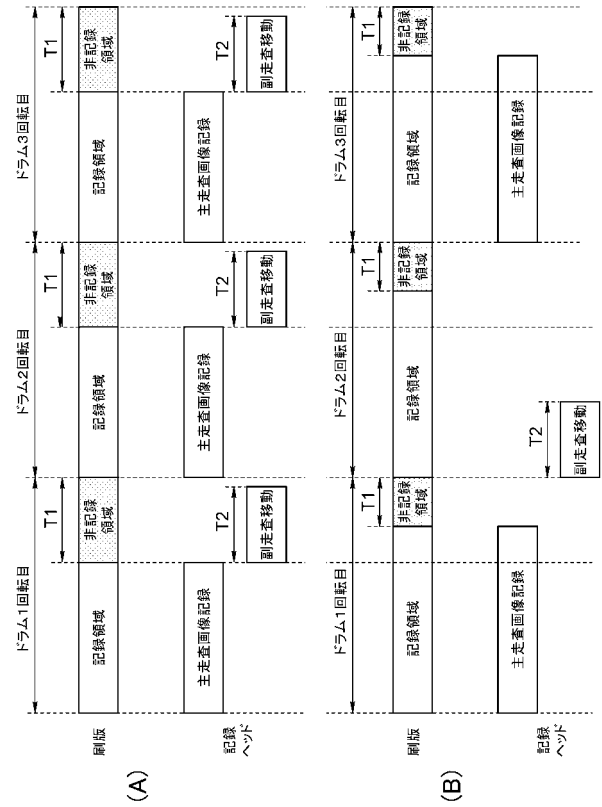 (A)
ドラム1回転目
ドラム2回転目
ドラム3回転目
T1
T1
T1
刷版
記録領域
非記録
領域
記録領域
非記録
領域
記録領域
非記録
領域
記録
ヘッド
主走査画像記録
主走査画像記録
主走査画像記録
T2
T2
T2
副走査移動
副走査移動
副走査移動
(B)
ドラム1回転目
ドラム2回転目
ドラム3回転目
T1
T1
T1
刷版
記録領域
非記録
領域
記録領域
非記録
領域
記録領域
非記録
領域
記録
ヘッド
主走査画像記録
主走査画像記録
T2
副走査移動